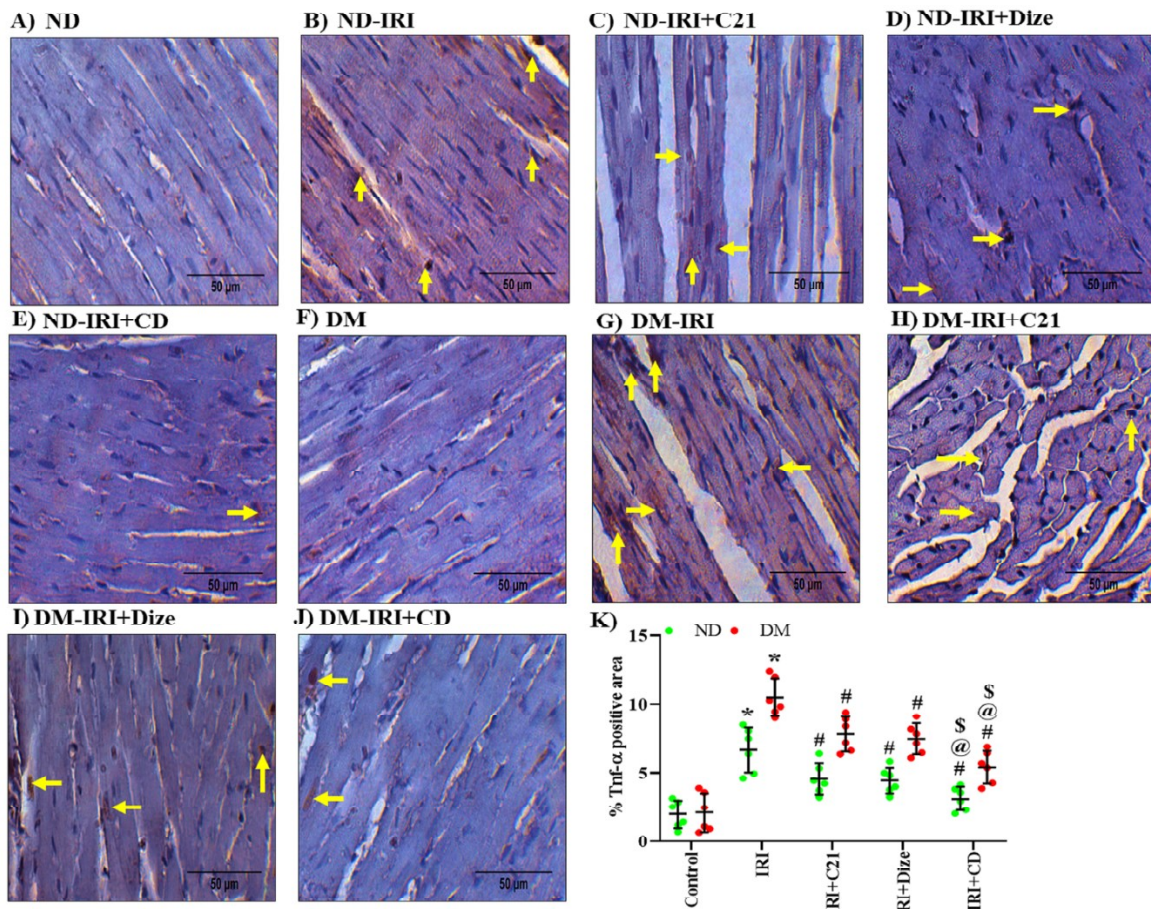 A) ND
B) ND-IRI
C) ND-IRI+C21
D) ND-IRI+Dize
50 µm
50 µm
50 µm
50 µm
E) ND-IRI+CD
F) DM
G) DM-IRI
H) DM-IRI+C21
50 µm
50 µm
50 µm
50 µm
I) DM-IRI+Dize
J) DM-IRI+CD
50 µm
50 µm
K)
ND DM
% Tnf-α positive area
15
10
5
0
* * # # # # # @ $ # @ $
Control
IRI
RI+C21
RI+Dize
IRI+CD